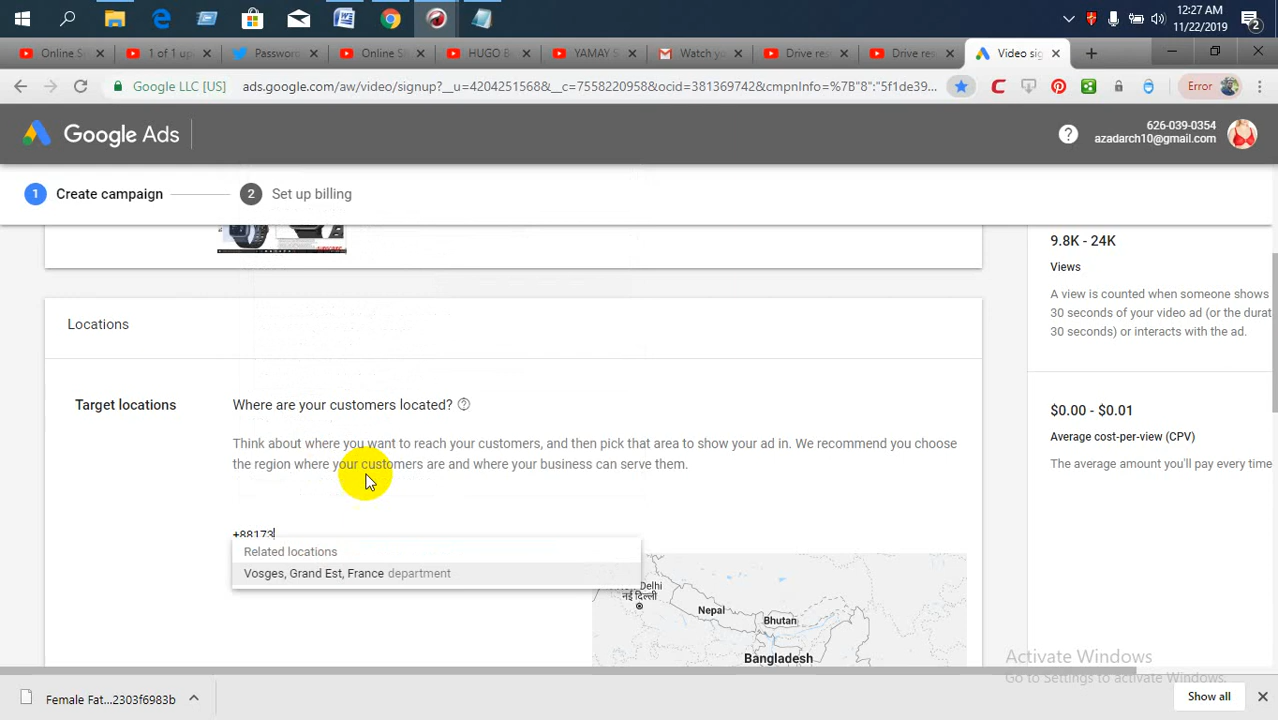 12:27 AM
11/22/2019
2
Online S
1 of 1 up
Password
Online S
HUGO B
YAMAY S
Watch yo
Drive re
Drive re
Video sig
Google LLC [US]
ads.google.com/aw/video/signup?__u=4204251568&__c=7558220958&ocid=381369742&cmpnInfo=%7B"8":"5f1de39...
Error
Google Ads
626-039-0354
azadarch10@gmail.com
1 Create campaign
2 Set up billing
9.8K - 24K
Views
A view is counted when someone shows
30 seconds of your video ad (or the durat
30 seconds) or interacts with the ad.
Locations
Target locations
Where are your customers located?
Think about where you want to reach your customers, and then pick that area to show your ad in. We recommend you choose
the region where your customers are and where your business can serve them.
$0.00 - $0.01
Average cost-per-view (CPV)
The average amount you'll pay every time
+88173
Related locations
Vosges, Grand Est, France department
Delhi
नई दिल्ली
Nepal
Bhutan
Bangladesh
Activate Windows
Go to Settings to activate Windows.
Female Fat...2303f6983b
Show all